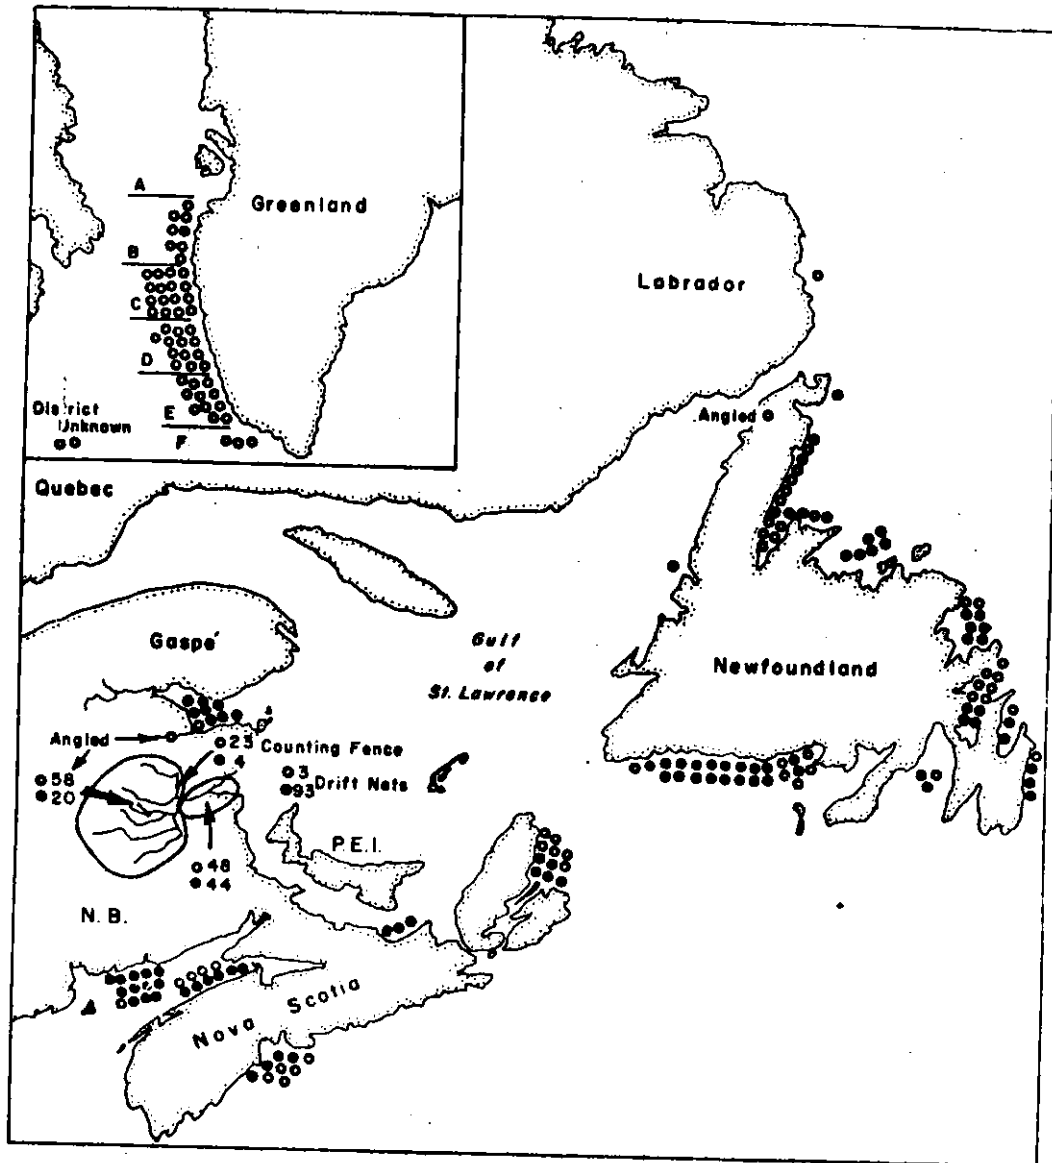 A
Greenland
B
C
D
District
Unknown
E
F
Labrador
Angled
Quebec
Gaspé
Gulf
of
St. Lawrence
Newfoundland
Angled
23 Counting Fence
4
58
20
3
93 Drift Nets
P.E.I.
48
44
N. B.
Nova Scotia